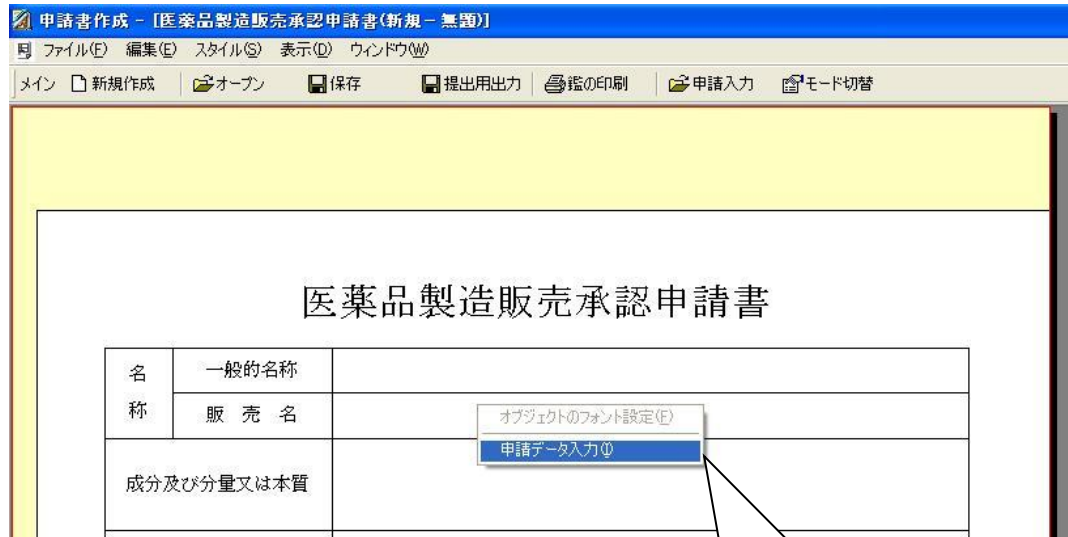 申請書作成 - [医薬品製造販売承認申請書(新規－無題)]
ファイル(F) 編集(E) スタイル(S) 表示(D) ウィンドウ(W)
メイン 新規作成 オープン 保存 提出用出力 鑑の印刷 申請入力 モード切替
医薬品製造販売承認申請書
名称
一般的名称
販売名
オブジェクトのフォント設定(F)
申請データ入力(I)
成分及び分量又は本質